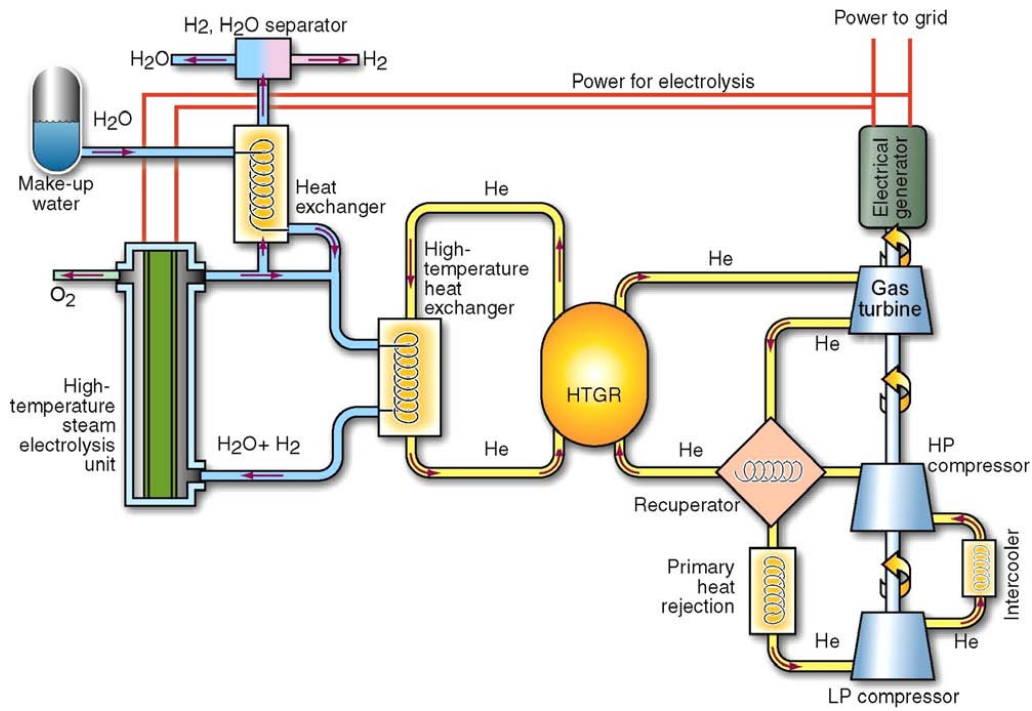 H2, H2O separator
Power to grid
H2O
H2
Power for electrolysis
H2O
Make-up
water
Heat
exchanger
Electrical
generator
He
High-
temperature
heat
exchanger
He
O2
Gas
turbine
He
HTGR
High-
temperature
steam
electrolysis
unit
H2O+ H2
He
He
HP
compressor
Recuperator
Primary
heat
rejection
Intercooler
He
He
LP compressor